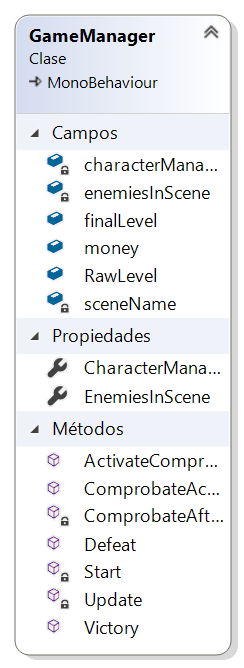 GameManager
Clase
MonoBehaviour
Campos
characterMana...
enemiesInScene
finalLevel
money
RawLevel
sceneName
Propiedades
CharacterMana...
EnemiesInScene
Métodos
ActivateCompr...
ComprobateAc...
ComprobateAft...
Defeat
Start
Update
Victory